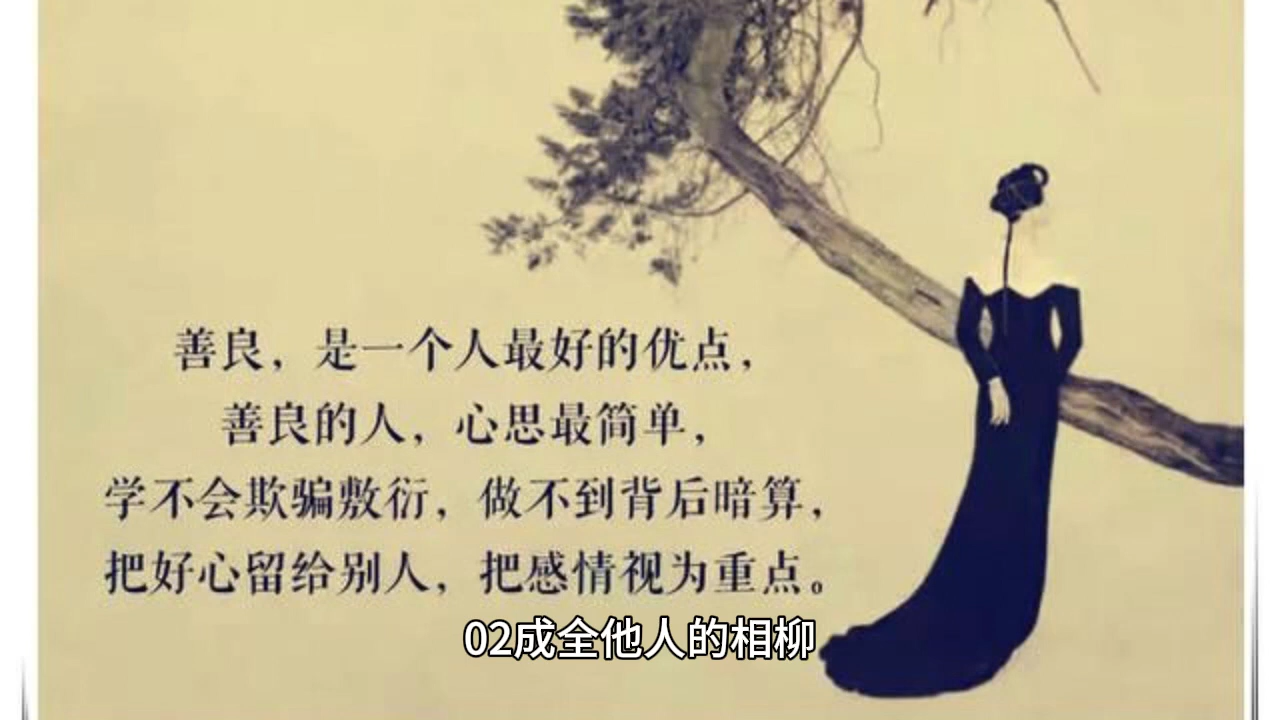 善良，是一个人最好的优点，
善良的人，心思最简单，
学不会欺骗敷衍，做不到背后暗算，
把好心留给别人，把感情视为重点。
02成全他人的相柳